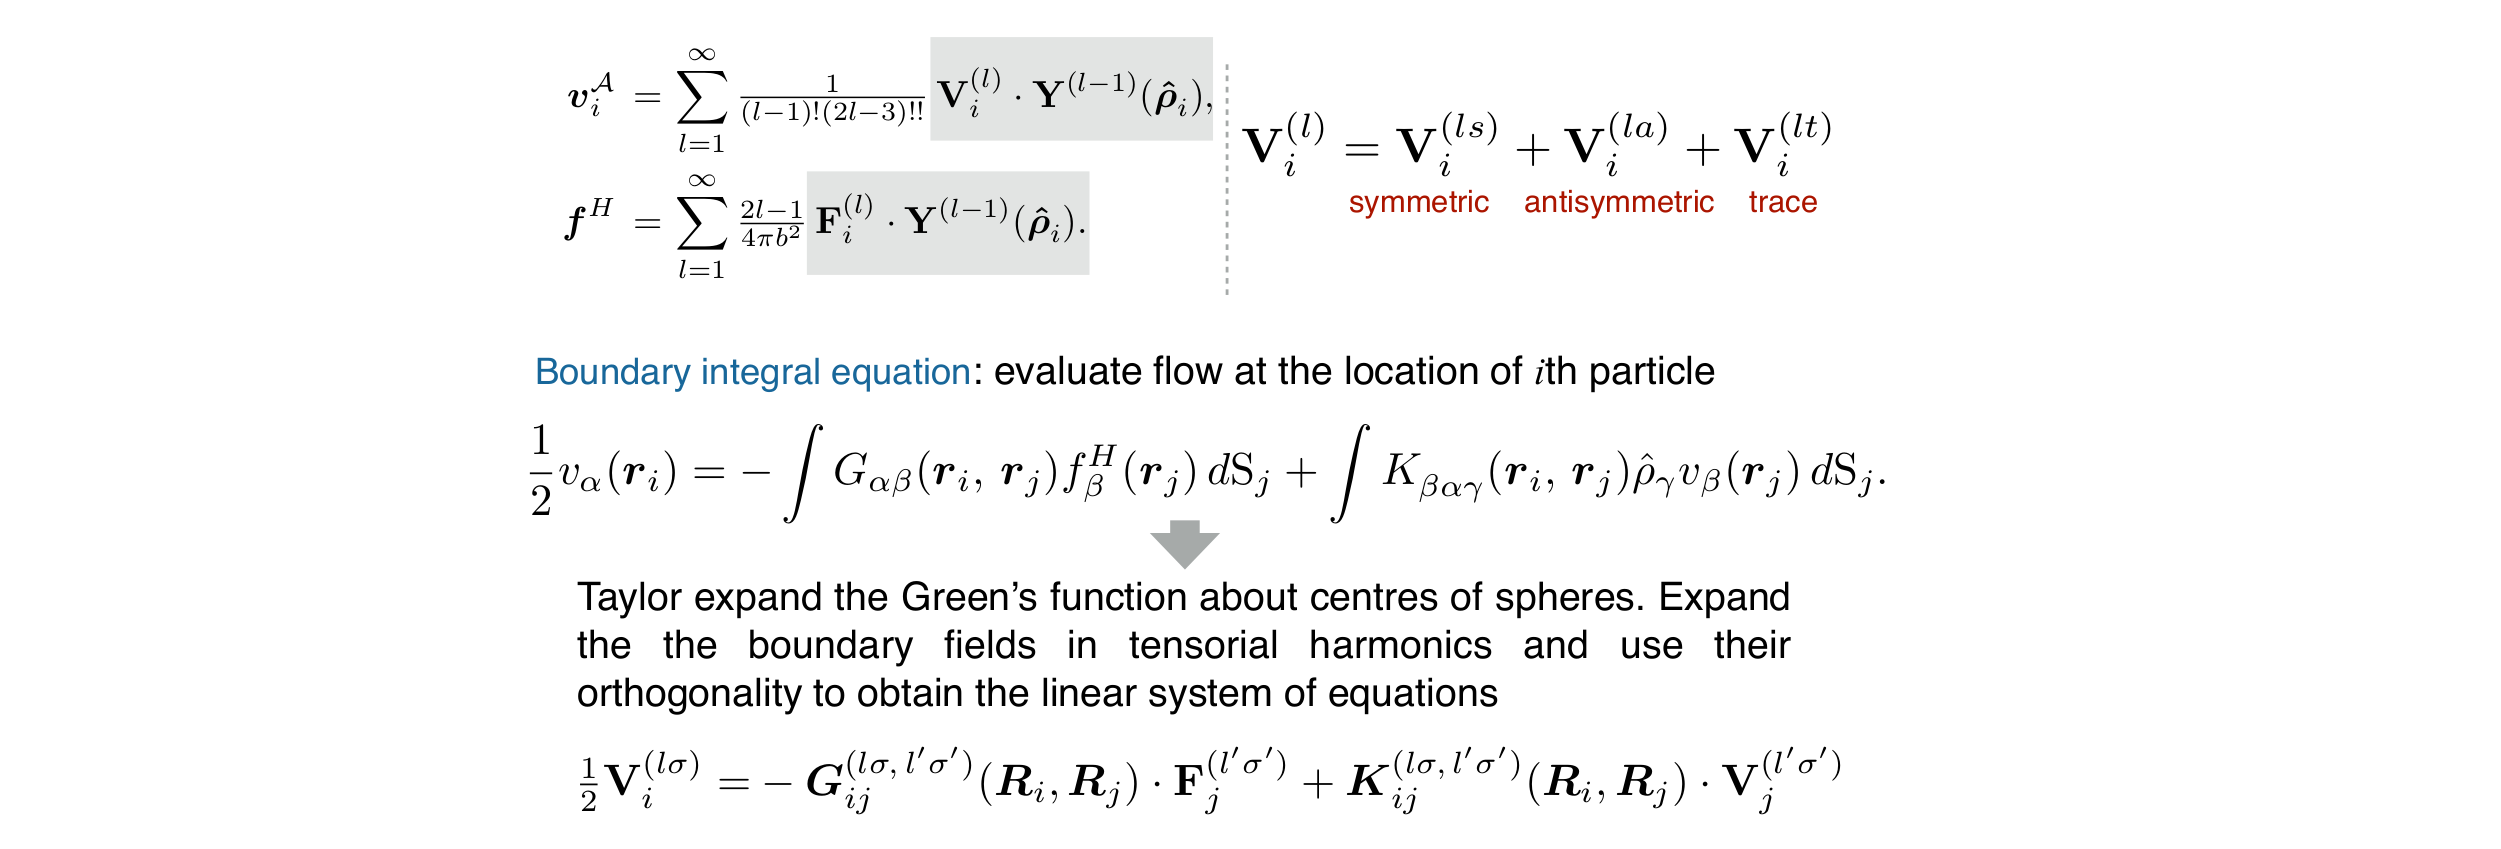 $\boldsymbol{v}_i^A = \sum_{l=1}^{\infty} \frac{1}{(l-1)!(2l-3)!!} \mathbf{V}_i^{(l)} \cdot \mathbf{Y}^{(l-1)}(\hat{\boldsymbol{\rho}}_i),$
$\boldsymbol{f}^H = \sum_{l=1}^{\infty} \frac{2l-1}{4\pi b^2} \mathbf{F}_i^{(l)} \cdot \mathbf{Y}^{(l-1)}(\hat{\boldsymbol{\rho}}_i).$
$\mathbf{V}_i^{(l)} = \mathbf{V}_i^{(ls)} + \mathbf{V}_i^{(la)} + \mathbf{V}_i^{(lt)}$
symmetric antisymmetric trace
Boundary integral equation: evaluate flow at the location of $i$th particle
$\frac{1}{2} v_\alpha(\boldsymbol{r}_i) = -\int G_{\alpha\beta}(\boldsymbol{r}_i, \boldsymbol{r}_j) f_\beta^H(\boldsymbol{r}_j)\, d\mathrm{S}_j + \int K_{\beta\alpha\gamma}(\boldsymbol{r}_i, \boldsymbol{r}_j) \hat{\rho}_\gamma v_\beta(\boldsymbol{r}_j)\, d\mathrm{S}_j.$
Taylor expand the Green’s function about centres of spheres. Expand
the the boundary fields in tensorial harmonics and use their
orthogonality to obtain the linear system of equations
$\frac{1}{2} \mathbf{V}_i^{(l\sigma)} = -\boldsymbol{G}_{ij}^{(l\sigma, l'\sigma')}(\boldsymbol{R}_i, \boldsymbol{R}_j) \cdot \mathbf{F}_j^{(l'\sigma')} + \boldsymbol{K}_{ij}^{(l\sigma, l'\sigma')}(\boldsymbol{R}_i, \boldsymbol{R}_j) \cdot \mathbf{V}_j^{(l'\sigma')}$